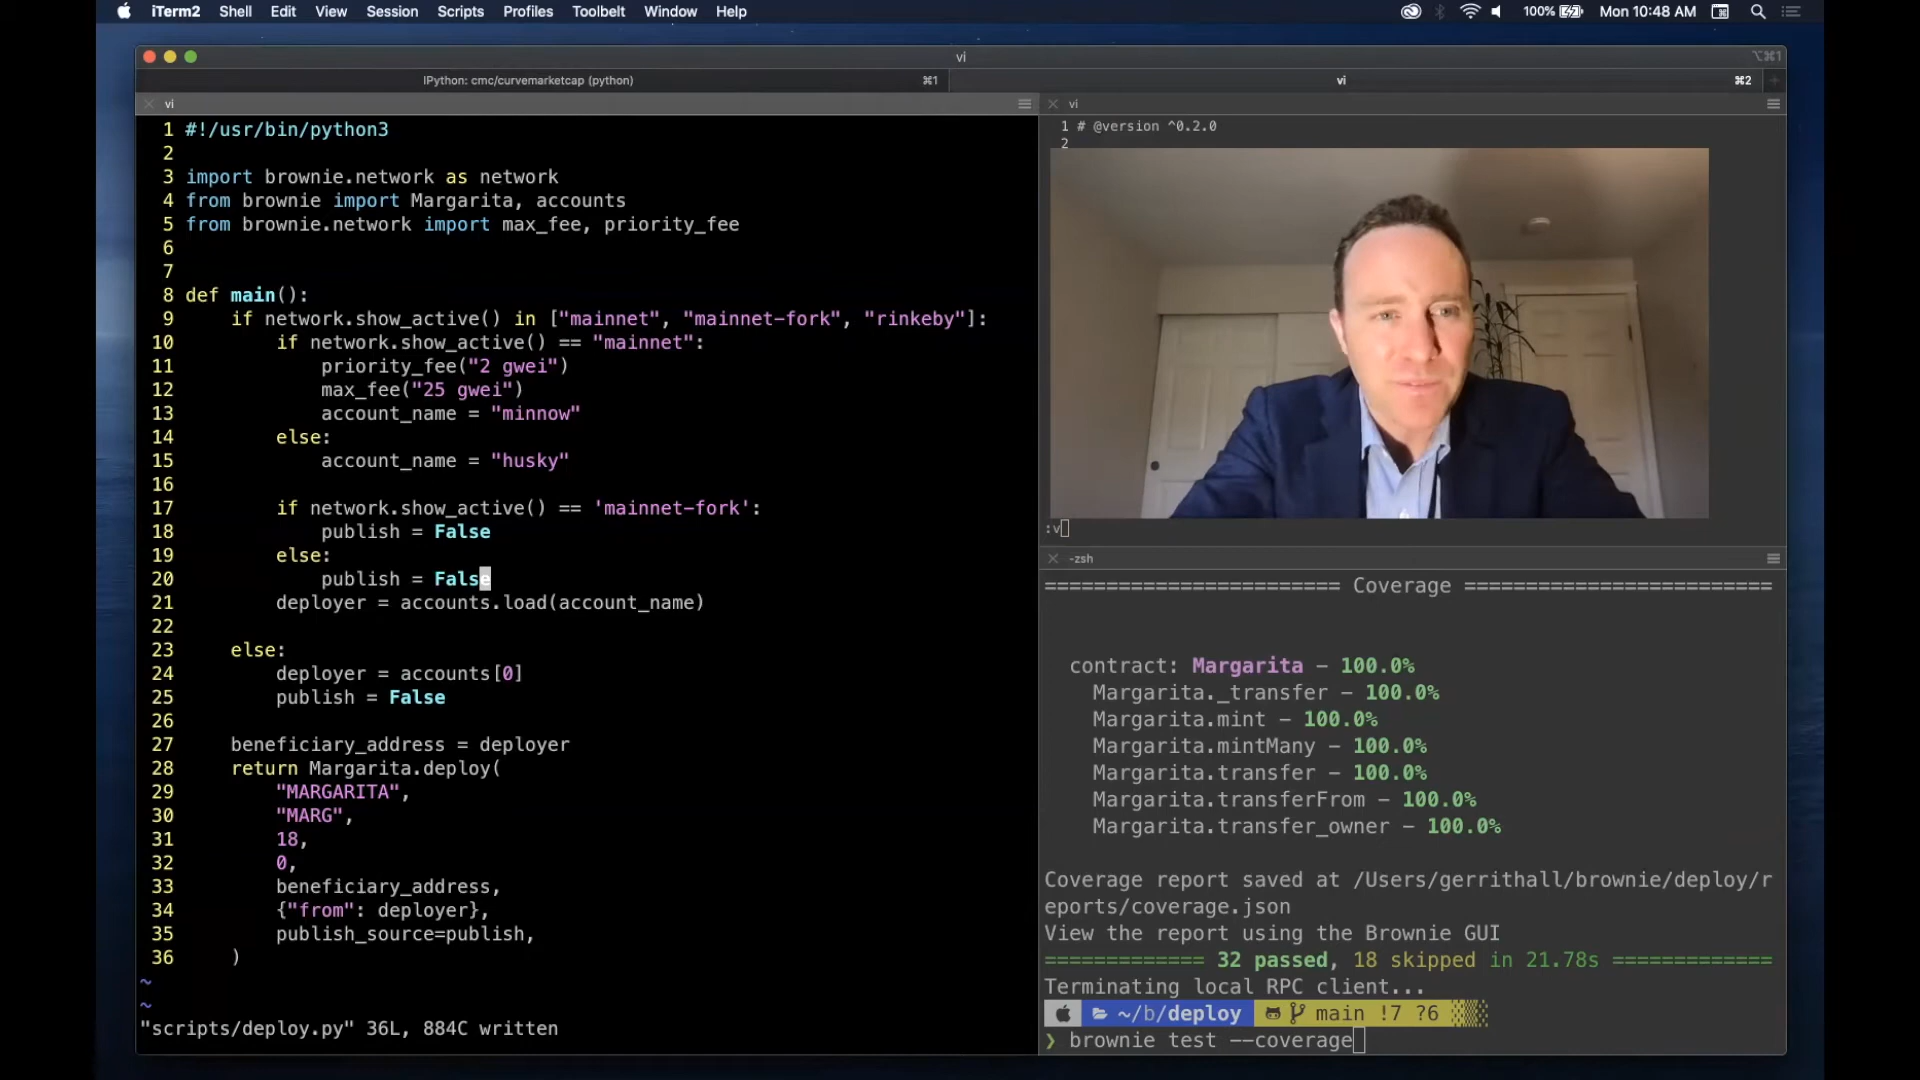 iTerm2 Shell Edit View Session Scripts Profiles Toolbelt Window Help 100% Mon 10:48 AM
vi ⌥⌘1
IPython: cmc/curvemarketcap (python) ⌘1 vi ⌘2
vi
1 #!/usr/bin/python3
2
3 import brownie.network as network
4 from brownie import Margarita, accounts
5 from brownie.network import max_fee, priority_fee
6
7
8 def main():
9     if network.show_active() in ["mainnet", "mainnet-fork", "rinkeby"]:
10         if network.show_active() == "mainnet":
11             priority_fee("2 gwei")
12             max_fee("25 gwei")
13             account_name = "minnow"
14         else:
15             account_name = "husky"
16
17         if network.show_active() == 'mainnet-fork':
18             publish = False
19         else:
20             publish = False
21         deployer = accounts.load(account_name)
22
23     else:
24         deployer = accounts[0]
25         publish = False
26
27     beneficiary_address = deployer
28     return Margarita.deploy(
29         "MARGARITA",
30         "MARG",
31         18,
32         0,
33         beneficiary_address,
34         {"from": deployer},
35         publish_source=publish,
36     )
~
~
"scripts/deploy.py" 36L, 884C written
vi
1 # @version ^0.2.0
2
:v
-zsh
======================== Coverage =========================
contract: Margarita - 100.0%
Margarita._transfer - 100.0%
Margarita.mint - 100.0%
Margarita.mintMany - 100.0%
Margarita.transfer - 100.0%
Margarita.transferFrom - 100.0%
Margarita.transfer_owner - 100.0%
Coverage report saved at /Users/gerrithall/brownie/deploy/r
eports/coverage.json
View the report using the Brownie GUI
============= 32 passed, 18 skipped in 21.78s =============
Terminating local RPC client...
~/b/deploy main !7 ?6
❯ brownie test --coverage